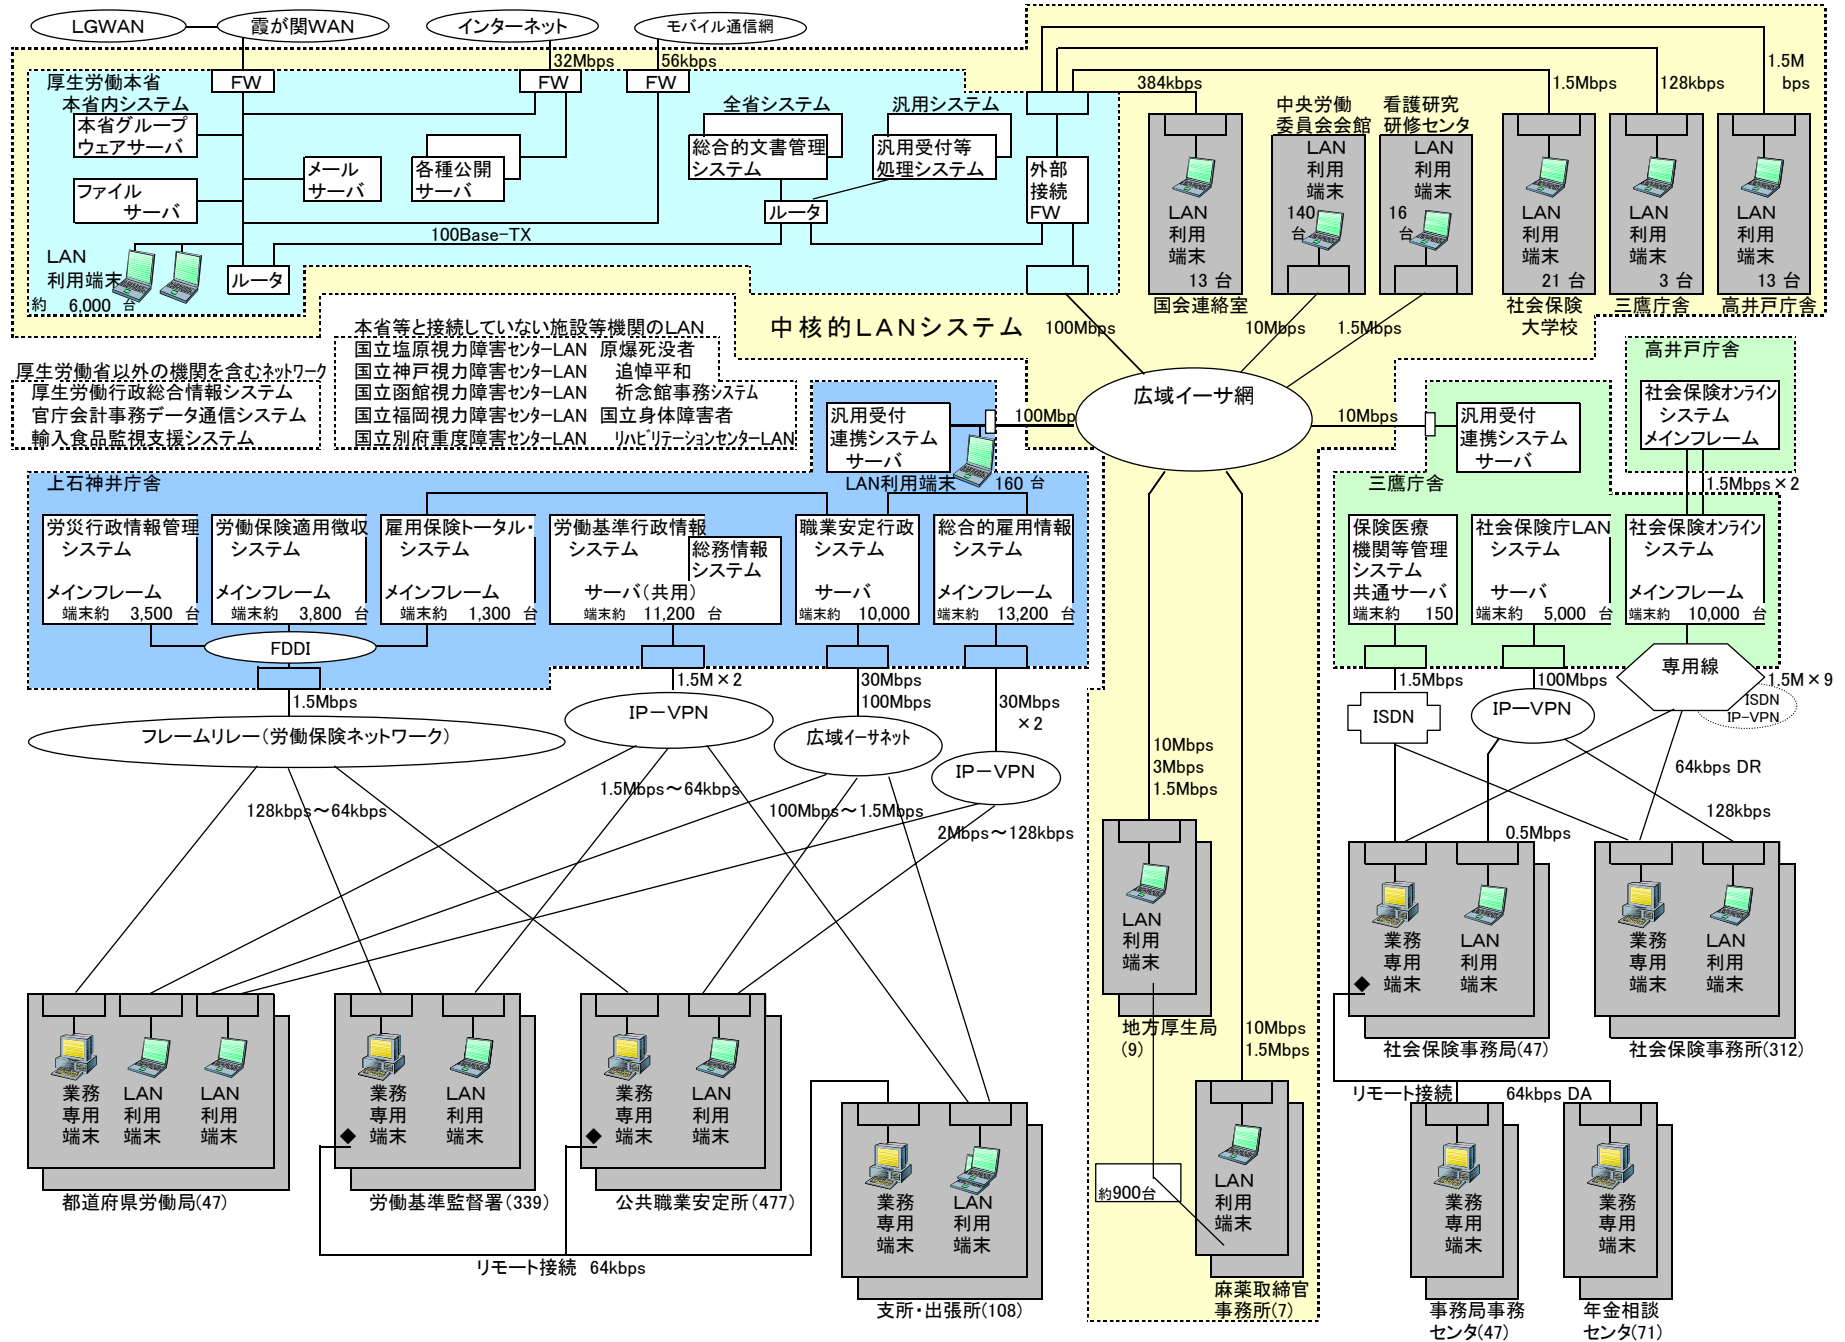 LGWAN
霞が関WAN
インターネット
モバイル通信網
32Mbps
56kbps
FW
FW
FW
厚生労働本省
本省内システム
本省グループ
ウェアサーバ
ファイル
サーバ
メール
サーバ
各種公開
サーバ
全省システム
総合的文書管理
システム
汎用システム
汎用受付等
処理システム
ルータ
外部
接続
FW
100Base-TX
LAN
利用端末
約 6,000 台
ルータ
384kbps
1.5Mbps
128kbps
1.5M
bps
LAN
利用
端末
13 台
国会連絡室
中央労働
委員会会館
LAN
利用
端末
140
台
看護研究
研修センタ
LAN
利用
端末
16
台
LAN
利用
端末
21 台
社会保険
大学校
LAN
利用
端末
3 台
三鷹庁舎
LAN
利用
端末
13 台
高井戸庁舎
中核的LANシステム
100Mbps
10Mbps
1.5Mbps
広域イーサ網
厚生労働省以外の機関を含むネットワーク
厚生労働行政総合情報システム
官庁会計事務データ通信システム
輸入食品監視支援システム
本省等と接続していない施設等機関のLAN
国立塩原視力障害センターLAN 原爆死没者
国立神戸視力障害センターLAN 追悼平和
国立函館視力障害センターLAN 祈念館事務システム
国立福岡視力障害センターLAN 国立身体障害者
国立別府重度障害センターLAN リハビリテーションセンターLAN
汎用受付
連携システム
サーバ
100Mbp
LAN利用端末 160 台
10Mbps
汎用受付
連携システム
サーバ
三鷹庁舎
高井戸庁舎
社会保険オンライン
システム
メインフレーム
1.5Mbps×2
上石神井庁舎
労災行政情報管理
システム
メインフレーム
端末約 3,500 台
労働保険適用徴収
システム
メインフレーム
端末約 3,800 台
雇用保険トータル・
システム
メインフレーム
端末約 1,300 台
労働基準行政情報
システム
総務情報
システム
サーバ(共用)
端末約 11,200 台
職業安定行政
システム
サーバ
端末約 10,000
総合的雇用情報
システム
メインフレーム
端末約 13,200 台
FDDI
保険医療
機関等管理
システム
共通サーバ
端末約 150
社会保険庁LAN
システム
サーバ
端末約 5,000 台
社会保険オンライン
システム
メインフレーム
端末約 10,000 台
1.5Mbps
1.5M×2
30Mbps
100Mbps
30Mbps
×2
フレームリレー(労働保険ネットワーク)
IP-VPN
広域イーサネット
IP-VPN
1.5Mbps
100Mbps
専用線
1.5M×9
ISDN
IP-VPN
ISDN
IP-VPN
128kbps～64kbps
1.5Mbps～64kbps
100Mbps～1.5Mbps
2Mbps～128kbps
10Mbps
3Mbps
1.5Mbps
64kbps DR
128kbps
0.5Mbps
LAN
利用
端末
地方厚生局
(9)
10Mbps
1.5Mbps
約900台
LAN
利用
端末
麻薬取締官
事務所(7)
業務
専用
端末
LAN
利用
端末
LAN
利用
端末
都道府県労働局(47)
業務
専用
端末
LAN
利用
端末
労働基準監督署(339)
業務
専用
端末
LAN
利用
端末
公共職業安定所(477)
リモート接続 64kbps
業務
専用
端末
LAN
利用
端末
支所・出張所(108)
業務
専用
端末
LAN
利用
端末
社会保険事務局(47)
業務
専用
端末
LAN
利用
端末
社会保険事務所(312)
リモート接続
64kbps DA
業務
専用
端末
事務局事務
センタ(47)
業務
専用
端末
年金相談
センタ(71)